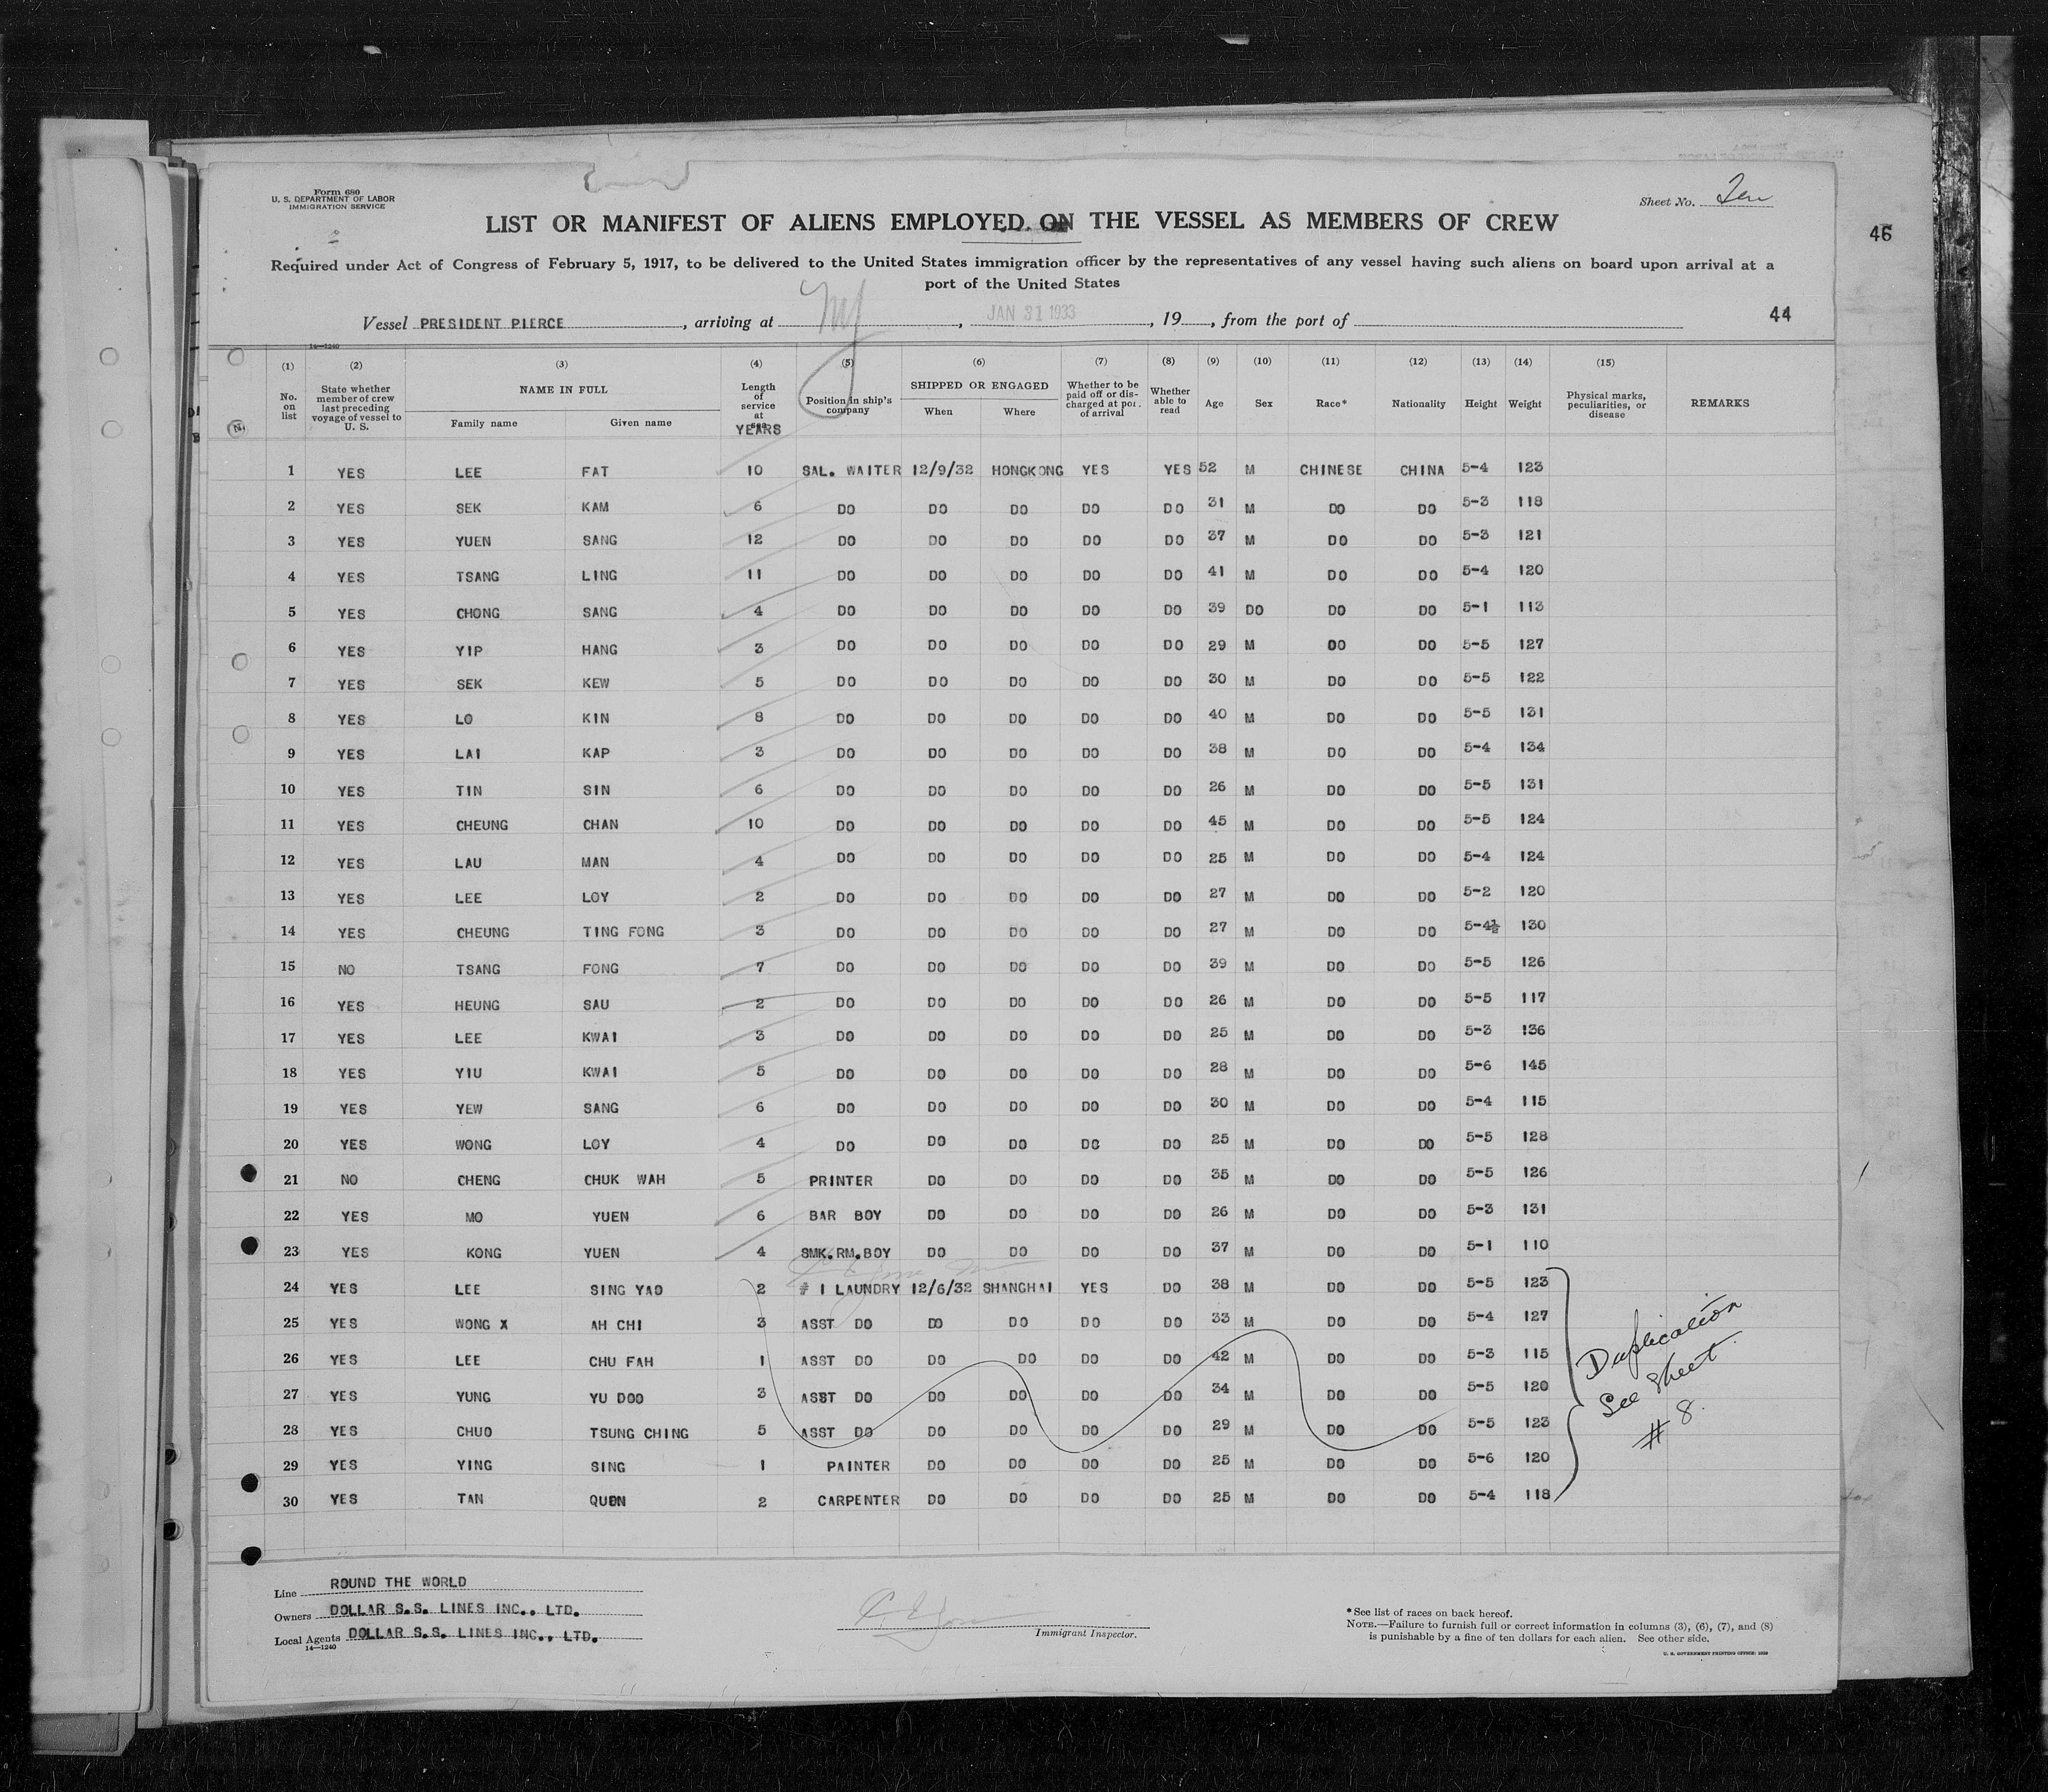 Form 680
U. S. DEPARTMENT OF LABOR
IMMIGRATION SERVICE
Sheet No. Ten
LIST OR MANIFEST OF ALIENS EMPLOYED ON THE VESSEL AS MEMBERS OF CREW
46
Required under Act of Congress of February 5, 1917, to be delivered to the United States immigration officer by the representatives of any vessel having such aliens on board upon arrival at a
port of the United States
Vessel PRESIDENT PIERCE, arriving at NY, JAN 31 1933, 19, from the port of 44
14—1240
(1) (2) (3) (4) (5) (6) (7) (8) (9) (10) (11) (12) (13) (14) (15)
No. on list State whether member of crew last preceding voyage of vessel to U. S. NAME IN FULL Family name Given name Length of service at sea YEARS Position in ship's company SHIPPED OR ENGAGED When Where Whether to be paid off or discharged at port of arrival Whether able to read Age Sex Race* Nationality Height Weight Physical marks, peculiarities, or disease REMARKS
1 YES LEE FAT 10 SAL. WAITER 12/9/32 HONGKONG YES YES 52 M CHINESE CHINA 5-4 123
2 YES SEK KAM 6 DO DO DO DO DO 31 M DO DO 5-3 118
3 YES YUEN SANG 12 DO DO DO DO DO 37 M DO DO 5-3 121
4 YES TSANG LING 11 DO DO DO DO DO 41 M DO DO 5-4 120
5 YES CHONG SANG 4 DO DO DO DO DO 39 DO DO DO 5-1 113
6 YES YIP HANG 3 DO DO DO DO DO 29 M DO DO 5-5 127
7 YES SEK KEW 5 DO DO DO DO DO 30 M DO DO 5-5 122
8 YES LO KIN 8 DO DO DO DO DO 40 M DO DO 5-5 131
9 YES LAI KAP 3 DO DO DO DO DO 38 M DO DO 5-4 134
10 YES TIN SIN 6 DO DO DO DO DO 26 M DO DO 5-5 131
11 YES CHEUNG CHAN 10 DO DO DO DO DO 45 M DO DO 5-5 124
12 YES LAU MAN 4 DO DO DO DO DO 25 M DO DO 5-4 124
13 YES LEE LOY 2 DO DO DO DO DO 27 M DO DO 5-2 120
14 YES CHEUNG TING FONG 3 DO DO DO DO DO 27 M DO DO 5-4½ 130
15 NO TSANG FONG 7 DO DO DO DO DO 39 M DO DO 5-5 126
16 YES HEUNG SAU 2 DO DO DO DO DO 26 M DO DO 5-5 117
17 YES LEE KWAI 3 DO DO DO DO DO 25 M DO DO 5-3 136
18 YES YIU KWAI 5 DO DO DO DO DO 28 M DO DO 5-6 145
19 YES YEW SANG 6 DO DO DO DO DO 30 M DO DO 5-4 115
20 YES WONG LOY 4 DO DO DO DO DO 25 M DO DO 5-5 128
21 NO CHENG CHUK WAH 5 PRINTER DO DO DO DO 35 M DO DO 5-5 126
22 YES MO YUEN 6 BAR BOY DO DO DO DO 26 M DO DO 5-3 131
23 YES KONG YUEN 4 SMK.RM.BOY DO DO DO DO 37 M DO DO 5-1 110
24 YES LEE SING YAO 2 # 1 LAUNDRY 12/6/32 SHANGHAI YES DO 38 M DO DO 5-5 123
25 YES WONG X AH CHI 3 ASST DO DO DO DO DO 33 M DO DO 5-4 127
26 YES LEE CHU FAH 1 ASST DO DO DO DO DO 42 M DO DO 5-3 115
27 YES YUNG YU DOO 3 ASST DO DO DO DO DO 34 M DO DO 5-5 120
28 YES CHUO TSUNG CHING 5 ASST DO DO DO DO DO 29 M DO DO 5-5 123
29 YES YING SING 1 PAINTER DO DO DO DO 25 M DO DO 5-6 120
30 YES TAN QUON 2 CARPENTER DO DO DO DO 25 M DO DO 5-4 118
Duplication
See Sheet
# 8.
Line ROUND THE WORLD
Owners DOLLAR S.S. LINES INC., LTD.
Local Agents DOLLAR S.S. LINES INC., LTD.
14—1240
Immigrant Inspector.
*See list of races on back hereof.
NOTE.—Failure to furnish full or correct information in columns (3), (6), (7), and (8)
is punishable by a fine of ten dollars for each alien. See other side.
U. S. GOVERNMENT PRINTING OFFICE: